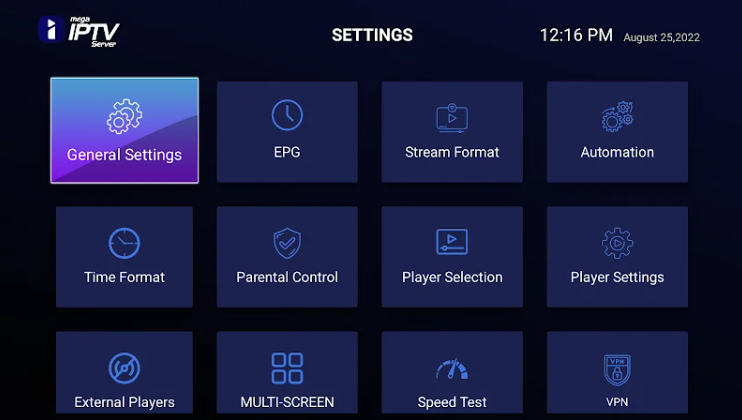 mega
IPTV
Server
SETTINGS
12:16 PM August 25,2022
General Settings
EPG
Stream Format
Automation
Time Format
Parental Control
Player Selection
Player Settings
External Players
MULTI-SCREEN
Speed Test
VPN
VPN